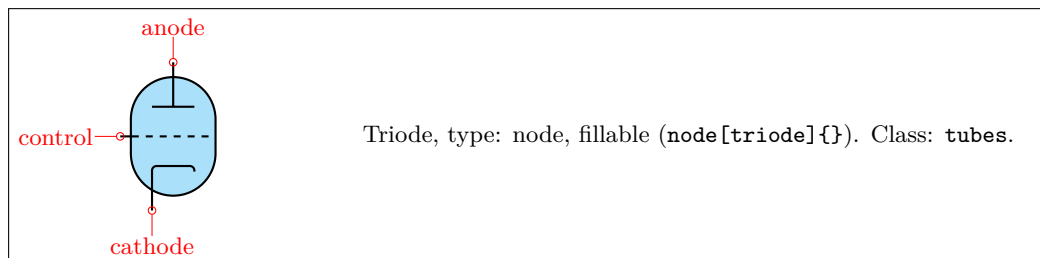 anode
control
Triode, type: node, fillable (node[triode]{}). Class: tubes.
cathode